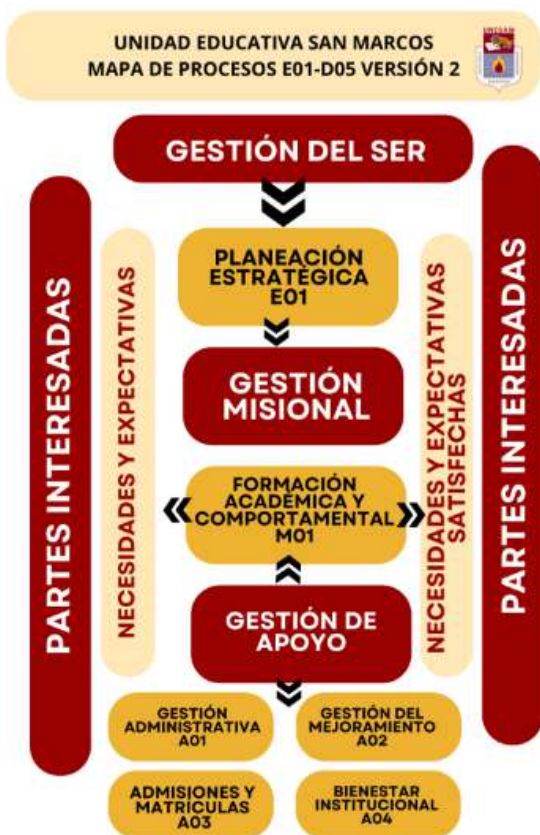 UNIDAD EDUCATIVA SAN MARCOS
MAPA DE PROCESOS E01-D05 VERSIÓN 2
GESTIÓN DEL SER
PARTES INTERESADAS
NECESIDADES Y EXPECTATIVAS
PLANEACIÓN
ESTRATÉGICA
E01
GESTIÓN
MISIONAL
FORMACIÓN
ACADÉMICA Y
COMPORTAMENTAL
M01
GESTIÓN DE
APOYO
NECESIDADES Y EXPECTATIVAS
SATISFECHAS
PARTES INTERESADAS
GESTIÓN
ADMINISTRATIVA
A01
GESTIÓN DEL
MEJORAMIENTO
A02
ADMISIONES Y
MATRÍCULAS
A03
BIENESTAR
INSTITUCIONAL
A04